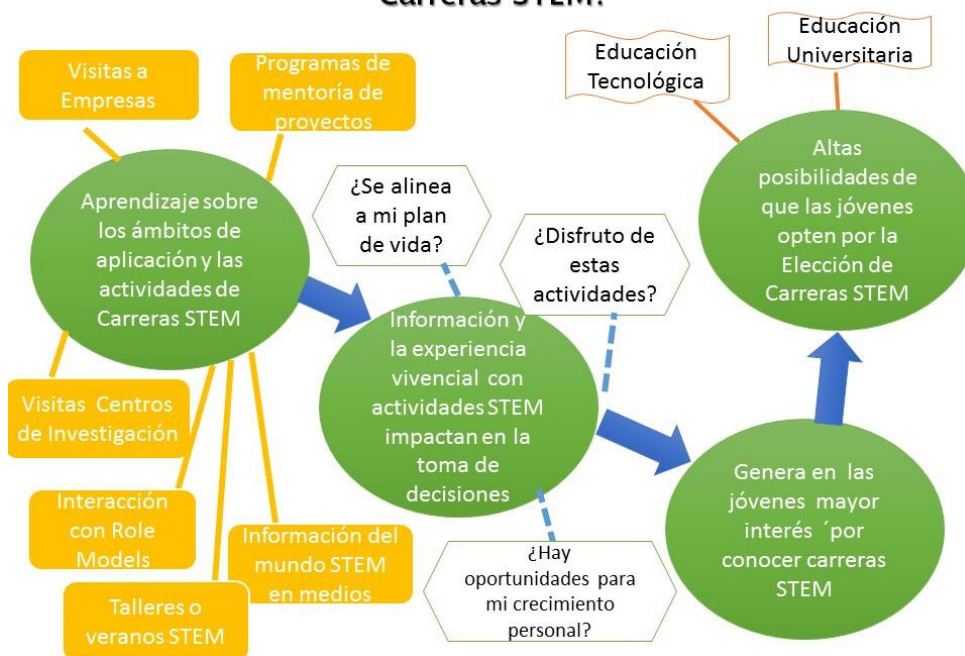 Carreras STEM?
Visitas a
Empresas
Programas de
mentoría de
proyectos
Educación
Tecnológica
Educación
Universitaria
Aprendizaje sobre
los ámbitos de
aplicación y las
actividades de
Carreras STEM
¿Se alinea
a mi plan
de vida?
¿Disfruto de
estas
actividades?
Altas
posibilidades de
que las jóvenes
opten por la
Elección de
Carreras STEM
Información y
la experiencia
vivencial con
actividades STEM
impactan en la
toma de
decisiones
Visitas Centros
de Investigación
Interacción
con Role
Models
Información del
mundo STEM
en medios
Talleres o
veranos STEM
¿Hay
oportunidades para
mi crecimiento
personal?
Genera en las
jóvenes mayor
interés ´por
conocer carreras
STEM